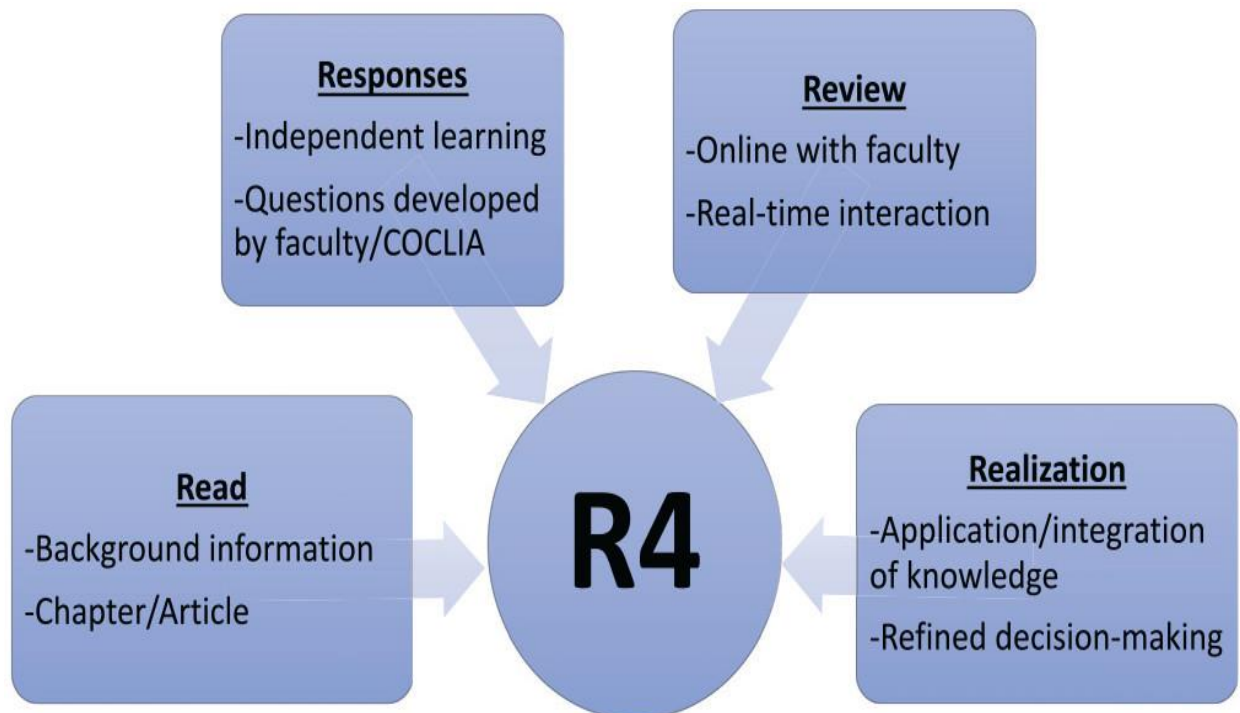 Responses
-Independent learning
-Questions developed
by faculty/COCLIA
Review
-Online with faculty
-Real-time interaction
Read
-Background information
-Chapter/Article
R4
Realization
-Application/integration
of knowledge
-Refined decision-making